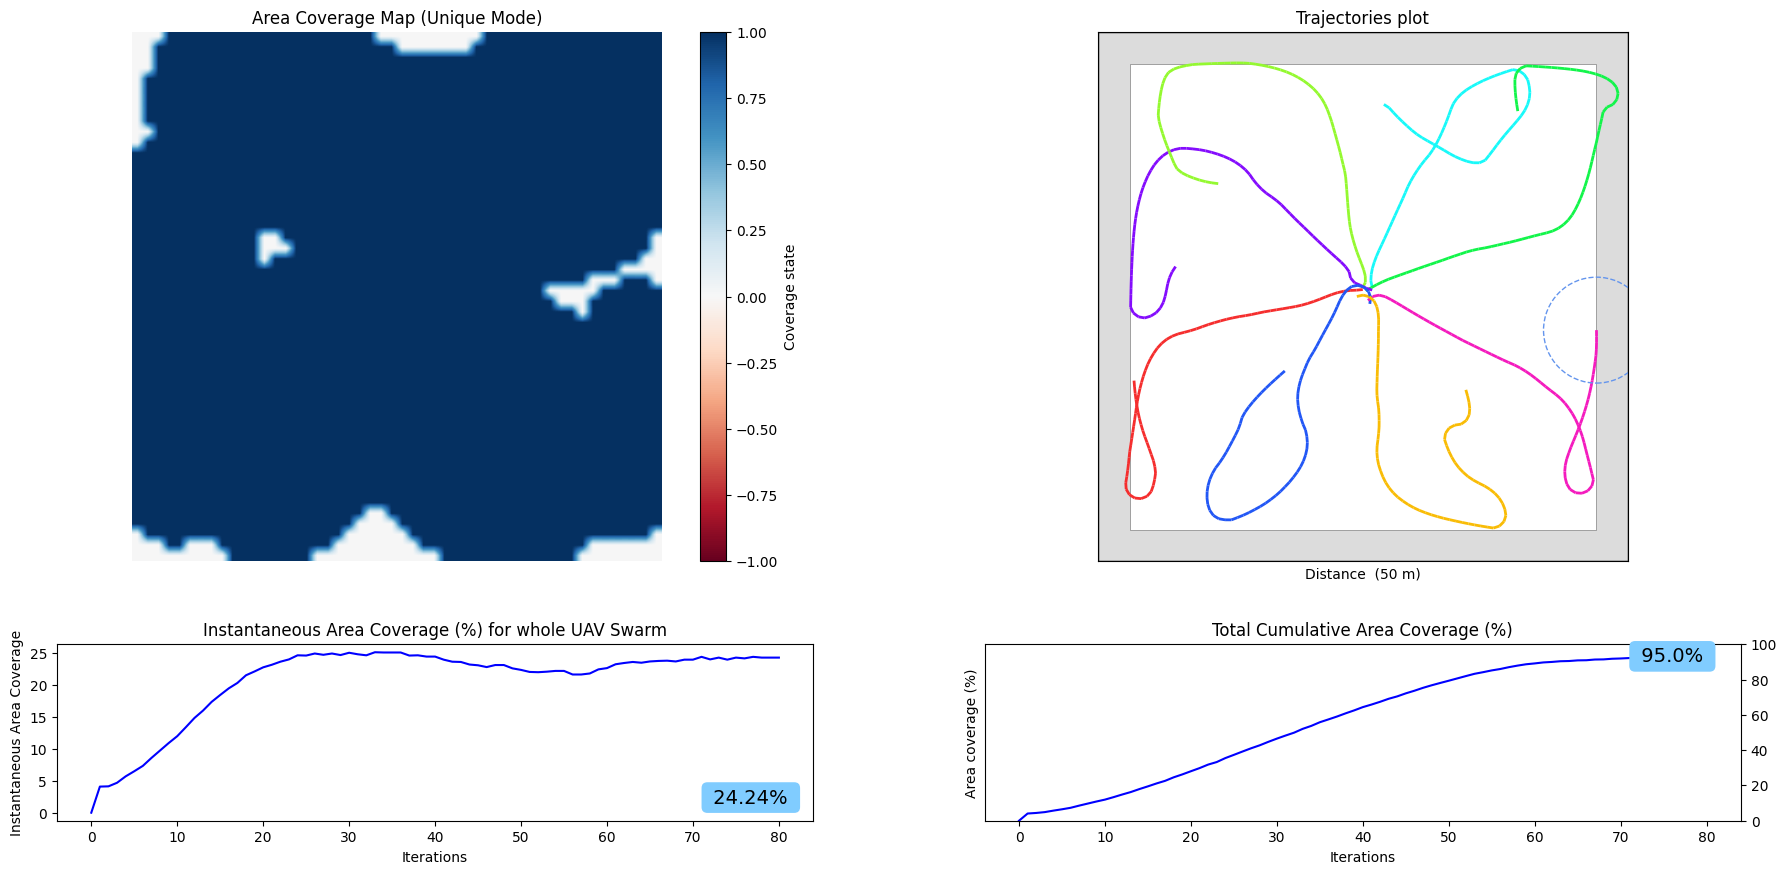 Area Coverage Map (Unique Mode)
1.00
0.75
0.50
0.25
0.00
−0.25
−0.50
−0.75
−1.00
Coverage state
Trajectories plot
Distance  (50 m)
Instantaneous Area Coverage (%) for whole UAV Swarm
Instantaneous Area Coverage
25
20
15
10
5
0
24.24%
0 10 20 30 40 50 60 70 80
Iterations
Total Cumulative Area Coverage (%)
Area coverage (%)
95.0%
100
80
60
40
20
0
0 10 20 30 40 50 60 70 80
Iterations